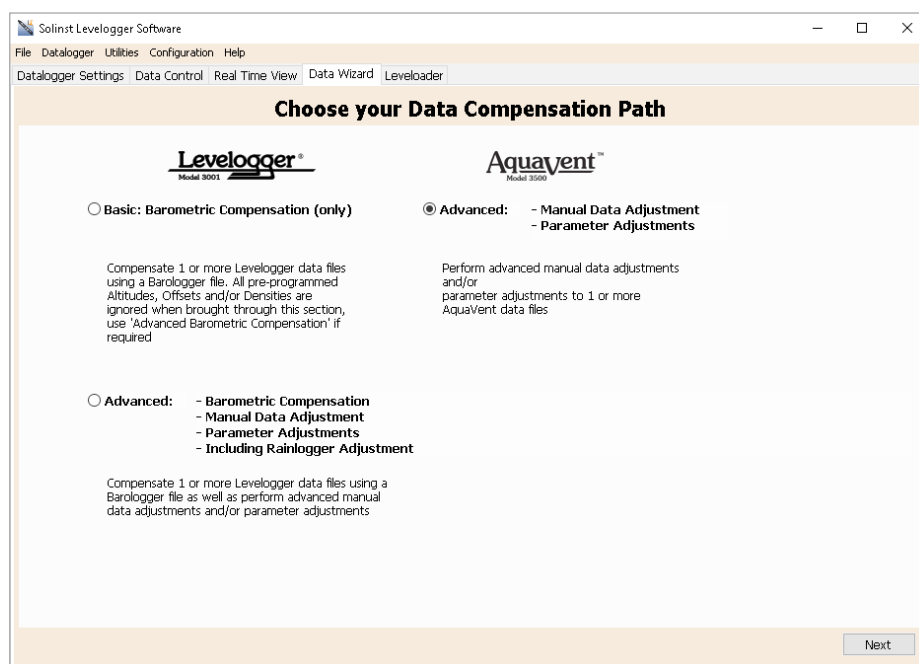 Solinst Levelogger Software
File Datalogger Utilities Configuration Help
Datalogger Settings Data Control Real Time View Data Wizard Leveloader
Choose your Data Compensation Path
Levelogger®
Model 3001
Basic: Barometric Compensation (only)
Compensate 1 or more Levelogger data files
using a Barologger file. All pre-programmed
Altitudes, Offsets and/or Densities are
ignored when brought through this section,
use 'Advanced Barometric Compensation' if
required
Aquavent™
Model 3500
Advanced: - Manual Data Adjustment
- Parameter Adjustments
Perform advanced manual data adjustments
and/or
parameter adjustments to 1 or more
AquaVent data files
Advanced: - Barometric Compensation
- Manual Data Adjustment
- Parameter Adjustments
- Including Rainlogger Adjustment
Compensate 1 or more Levelogger data files using a
Barologger file as well as perform advanced manual
data adjustments and/or parameter adjustments
Next